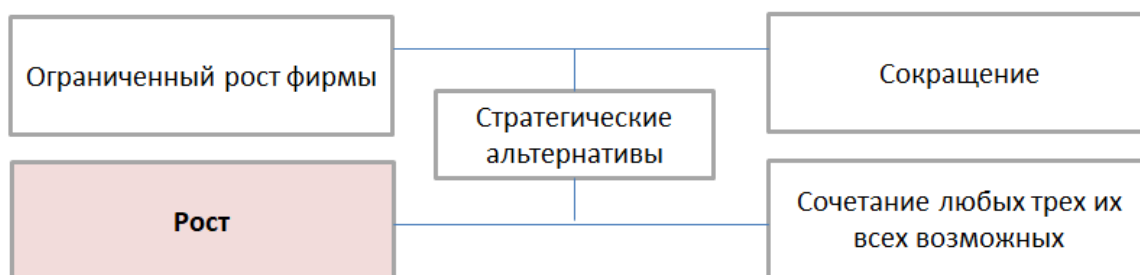 Ограниченный рост фирмы
Сокращение
Стратегические
альтернативы
Рост
Сочетание любых трех их
всех возможных